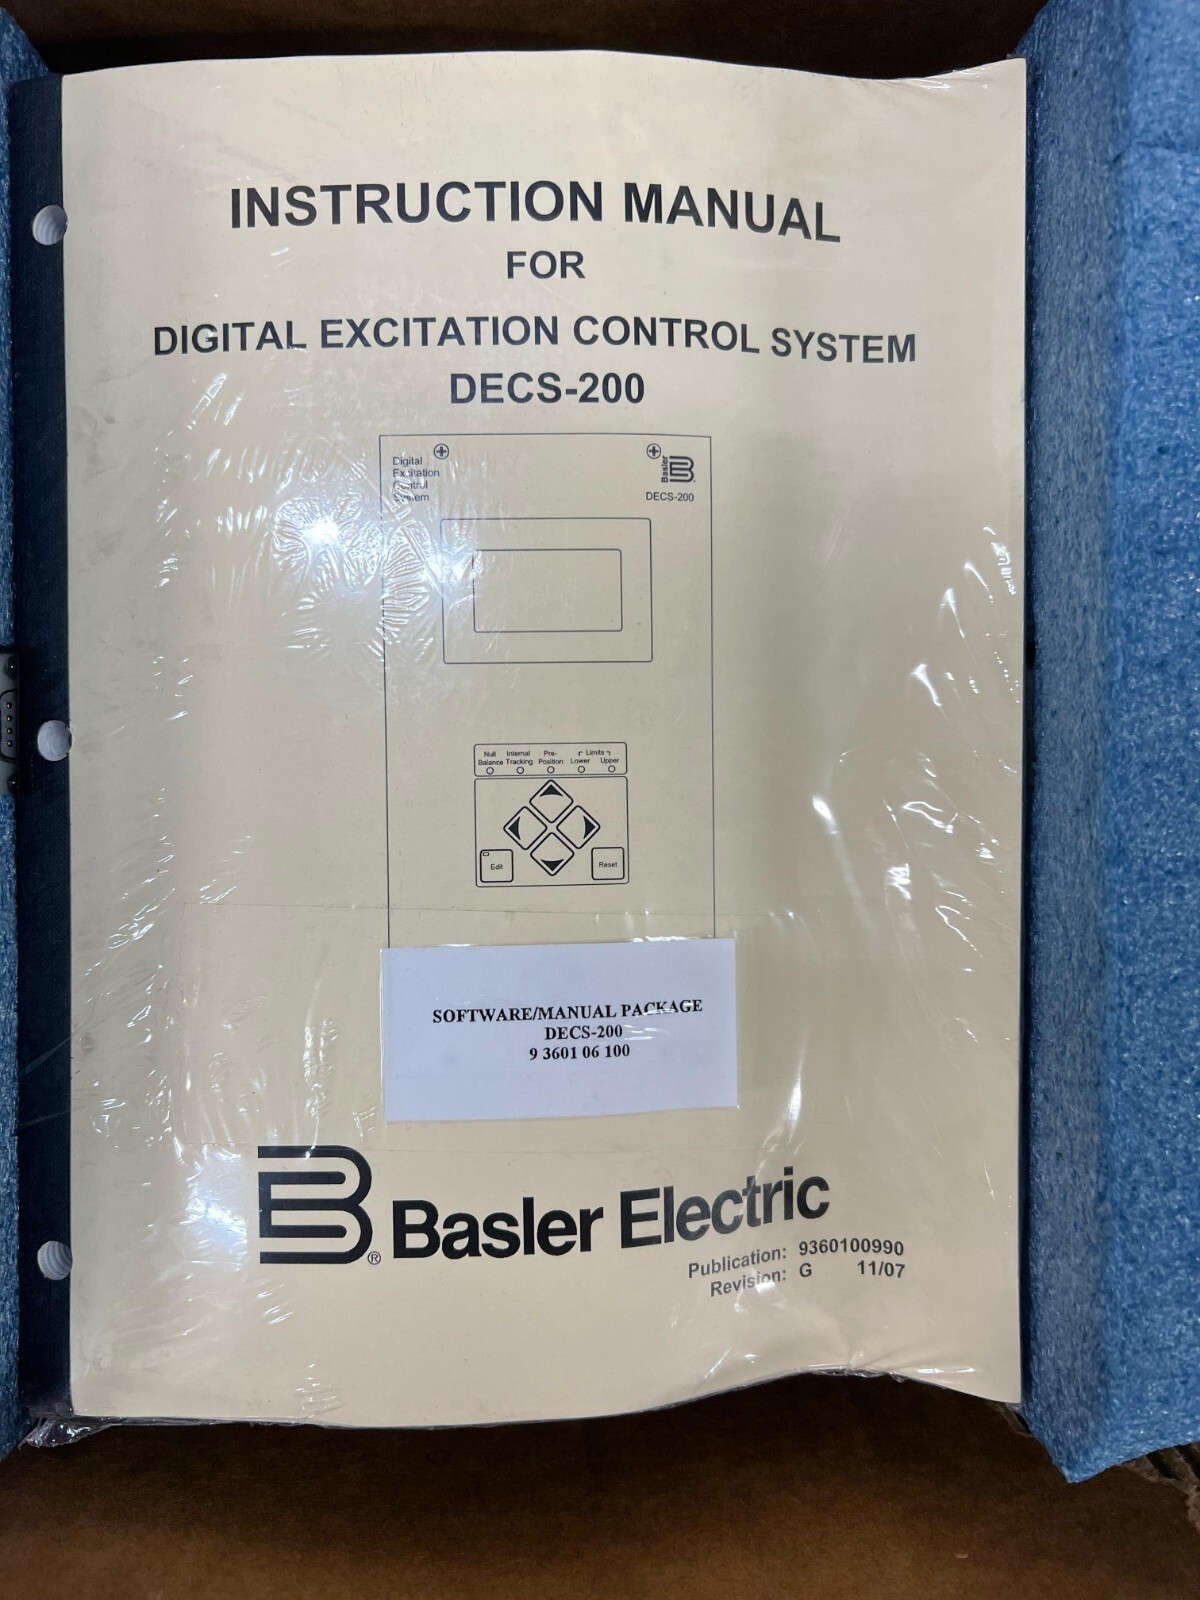 INSTRUCTION MANUAL
FOR
DIGITAL EXCITATION CONTROL SYSTEM
DECS-200
Digital
Excitation
Control
System
Basler
DECS-200
Null Balance
Internal Tracking
Pre-Position
Limits
Lower
Upper
Edit
Reset
SOFTWARE/MANUAL PACKAGE
DECS-200
9 3601 06 100
® Basler Electric
Publication: 9360100990
Revision: G 11/07